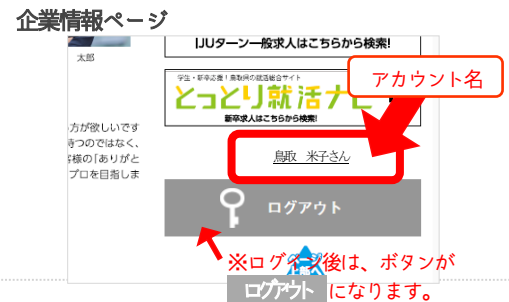 企業情報ページ
IJUターン一般求人はこちらから検索!
太郎
学生・新卒応援!鳥取県の就活総合サイト
とっとり就活ナビ
新卒求人はこちらから検索!
アカウント名
方が欲しいです
持つのではなく、
客様の「ありがと
プロを目指しま
鳥取　米子さん
ログアウト
※ログイン後は、ボタンが
ログアウト になります。